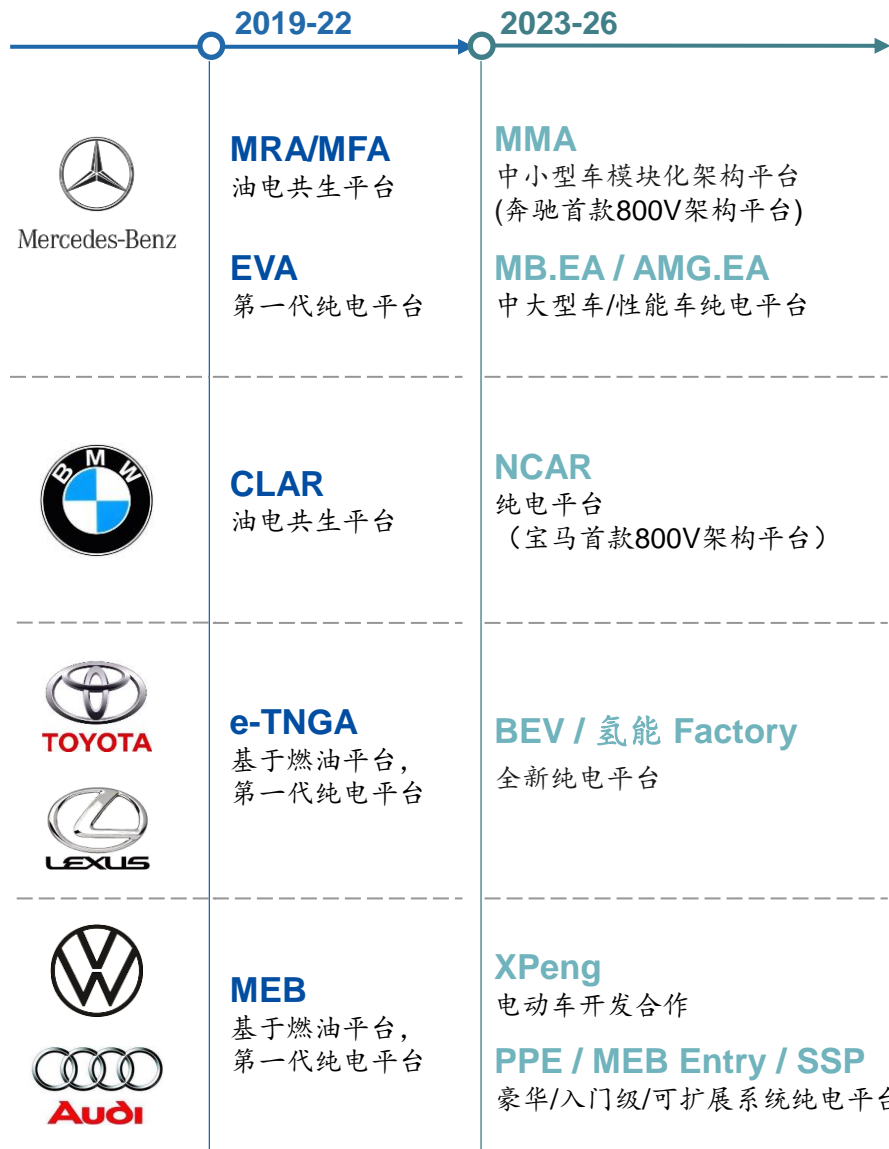 2019-22
2023-26
Mercedes-Benz
MRA/MFA
油电共生平台
EVA
第一代纯电平台
MMA
中小型车模块化架构平台
(奔驰首款800V架构平台)
MB.EA / AMG.EA
中大型车/性能车纯电平台
BMW
CLAR
油电共生平台
NCAR
纯电平台
（宝马首款800V架构平台）
TOYOTA
LEXUS
e-TNGA
基于燃油平台，
第一代纯电平台
BEV / 氢能 Factory
全新纯电平台
Audi
MEB
基于燃油平台，
第一代纯电平台
XPeng
电动车开发合作
PPE / MEB Entry / SSP
豪华/入门级/可扩展系统纯电平台